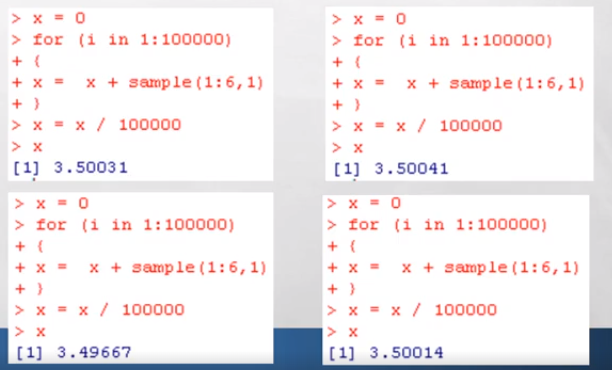 > x = 0
> for (i in 1:100000)
+ {
+ x =  x + sample(1:6,1)
+ }
> x = x / 100000
> x
[1] 3.50031
> x = 0
> for (i in 1:100000)
+ {
+ x =  x + sample(1:6,1)
+ }
> x = x / 100000
> x
[1] 3.50041
> x = 0
> for (i in 1:100000)
+ {
+ x =  x + sample(1:6,1)
+ }
> x = x / 100000
> x
[1] 3.49667
> x = 0
> for (i in 1:100000)
+ {
+ x =  x + sample(1:6,1)
+ }
> x = x / 100000
> x
[1] 3.50014